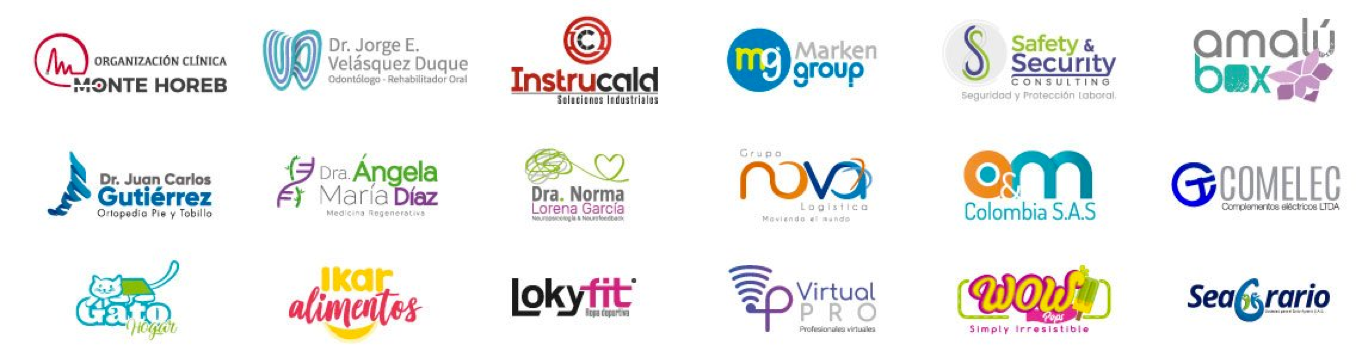 ORGANIZACIÓN CLÍNICA
MONTE HOREB
Dr. Jorge E.
Velásquez Duque
Odontólogo - Rehabilitador Oral
C
Instrucald
Soluciones Industriales
mg Marken
group
S
Safety &
Security
CONSULTING
Seguridad y Protección Laboral.
amalú
box
Dr. Juan Carlos
Gutiérrez
Ortopedia Pie y Tobillo
Dra. Ángela
María Díaz
Medicina Regenerativa
Dra. Norma
Lorena García
Neuropsicología & Neurofeedback
Grupo
nova
Logística
Moviendo el mundo
a&m
Colombia S.A.S
COMELEC
Complementos eléctricos LTDA
Gato
Hogar
Ikar
alimentos
Lokyfit
Ropa deportiva
Virtual
PRO
Profesionales virtuales
WOW
Pops
Simply Irresistible
SeaGrario